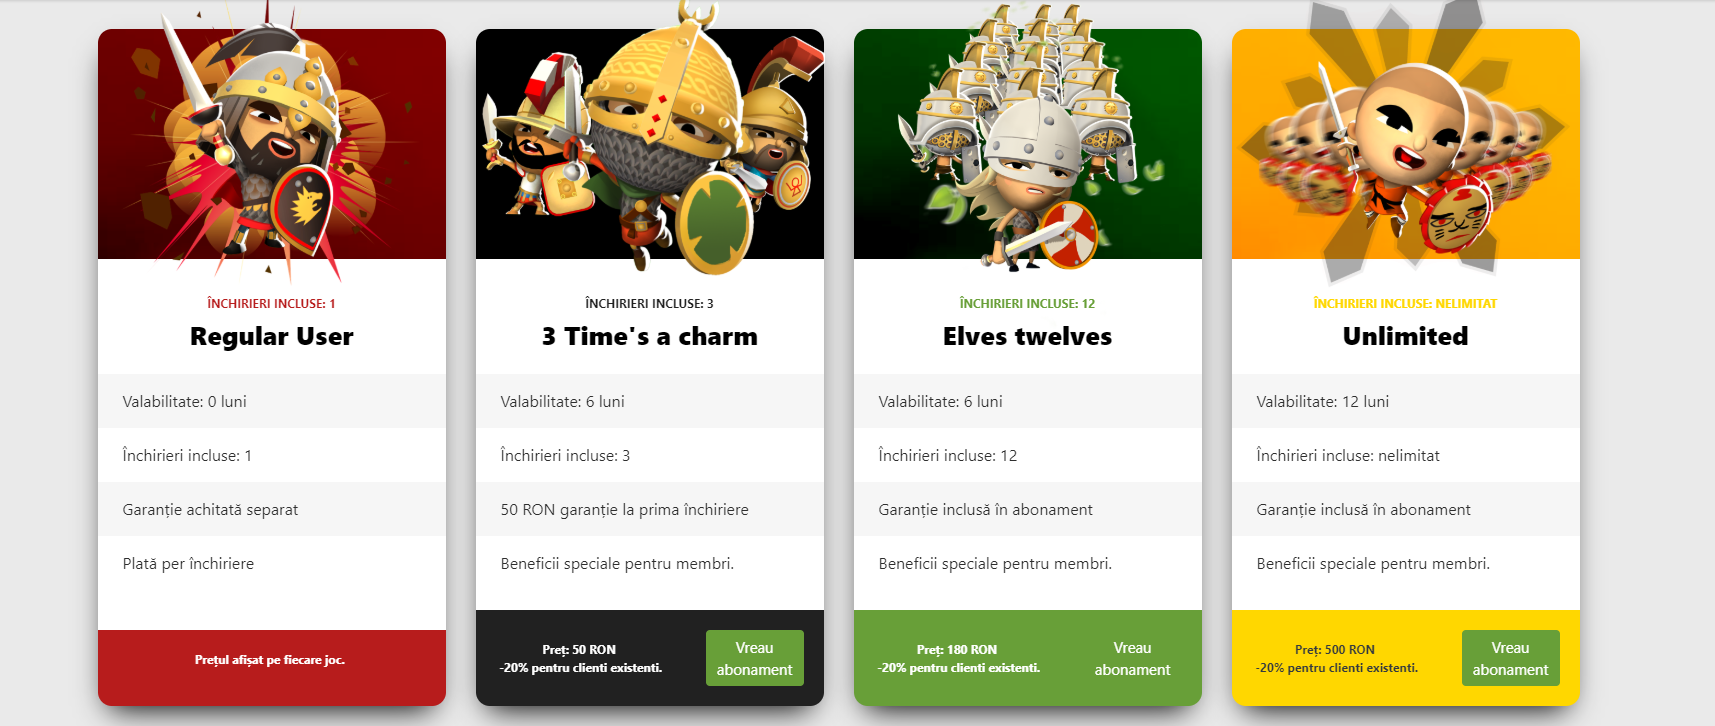 ÎNCHIRIERI INCLUSE: 1
Regular User
Valabilitate: 0 luni
Închirieri incluse: 1
Garanție achitată separat
Plată per închiriere
Prețul afișat pe fiecare joc.
ÎNCHIRIERI INCLUSE: 3
3 Time's a charm
Valabilitate: 6 luni
Închirieri incluse: 3
50 RON garanție la prima închiriere
Beneficii speciale pentru membri.
Preț: 50 RON
-20% pentru clienti existenti.
Vreau
abonament
ÎNCHIRIERI INCLUSE: 12
Elves twelves
Valabilitate: 6 luni
Închirieri incluse: 12
Garanție inclusă în abonament
Beneficii speciale pentru membri.
Preț: 180 RON
-20% pentru clienti existenti.
Vreau
abonament
ÎNCHIRIERI INCLUSE: NELIMITAT
Unlimited
Valabilitate: 12 luni
Închirieri incluse: nelimitat
Garanție inclusă în abonament
Beneficii speciale pentru membri.
Preț: 500 RON
-20% pentru clienti existenti.
Vreau
abonament